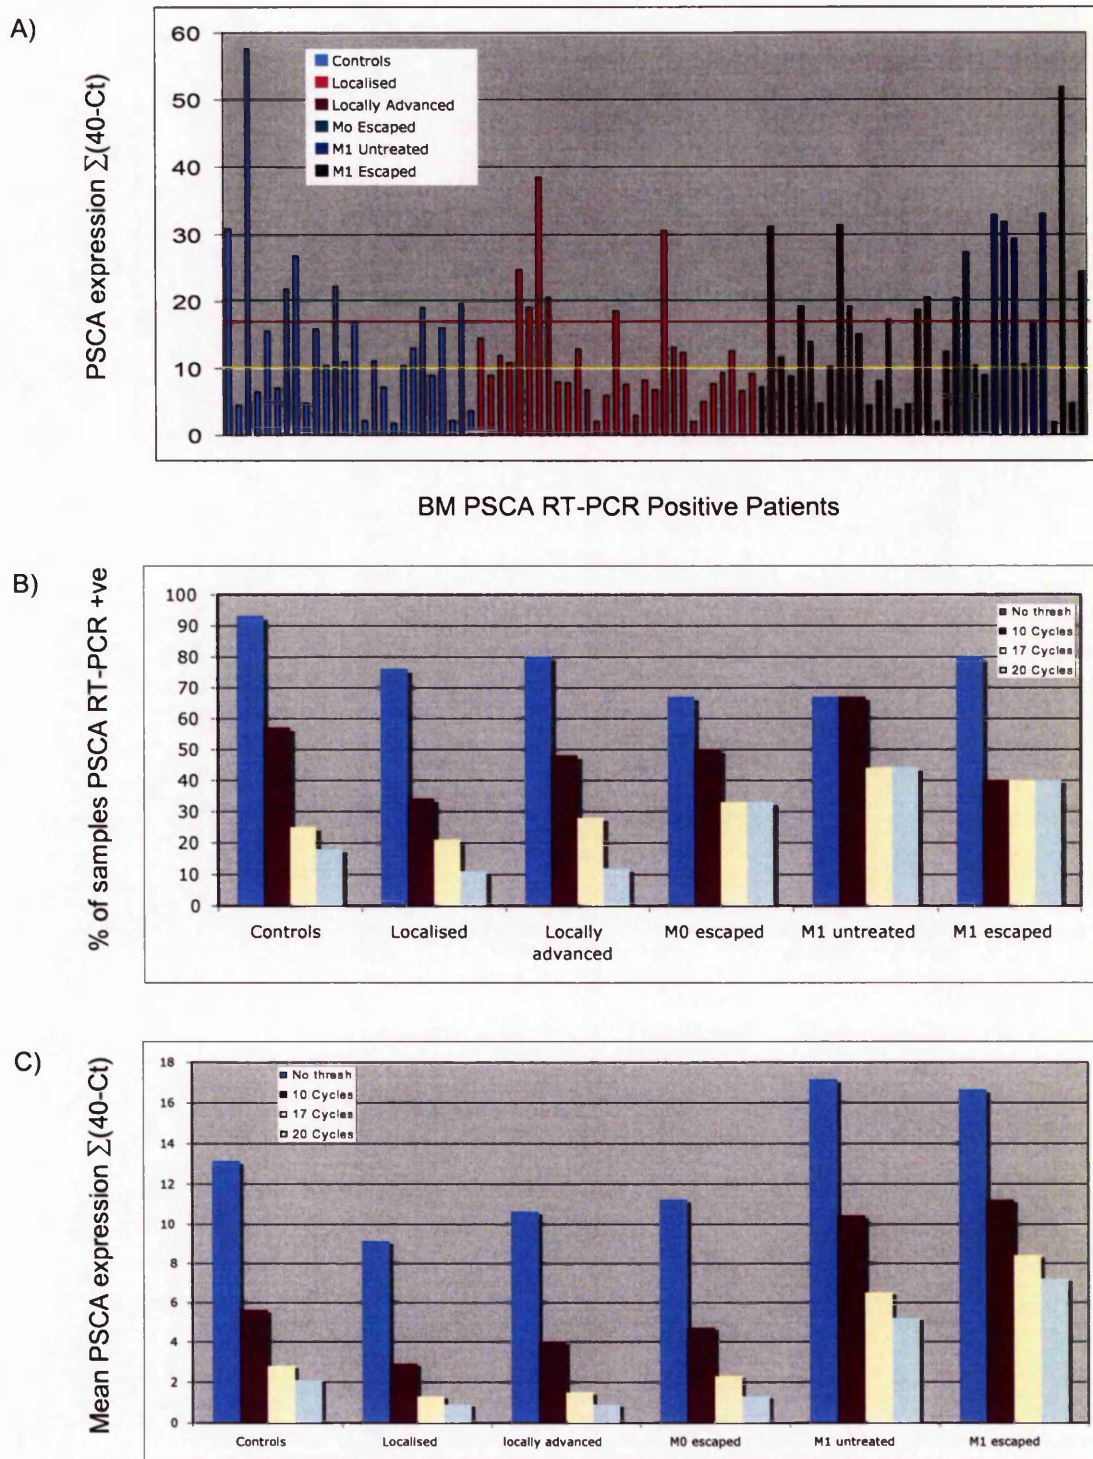 A)
PSCA expression Σ(40-Ct)
60
50
40
30
20
10
0
Controls
Localised
Locally Advanced
Mo Escaped
M1 Untreated
M1 Escaped
BM PSCA RT-PCR Positive Patients
B)
% of samples PSCA RT-PCR +ve
100
90
80
70
60
50
40
30
20
10
0
No thresh
10 Cycles
17 Cycles
20 Cycles
Controls
Localised
Locally
advanced
M0 escaped
M1 untreated
M1 escaped
C)
Mean PSCA expression Σ(40-Ct)
18
16
14
12
10
8
6
4
2
0
No thresh
10 Cycles
17 Cycles
20 Cycles
Controls
Localised
locally advanced
M0 escaped
M1 untreated
M1 escaped